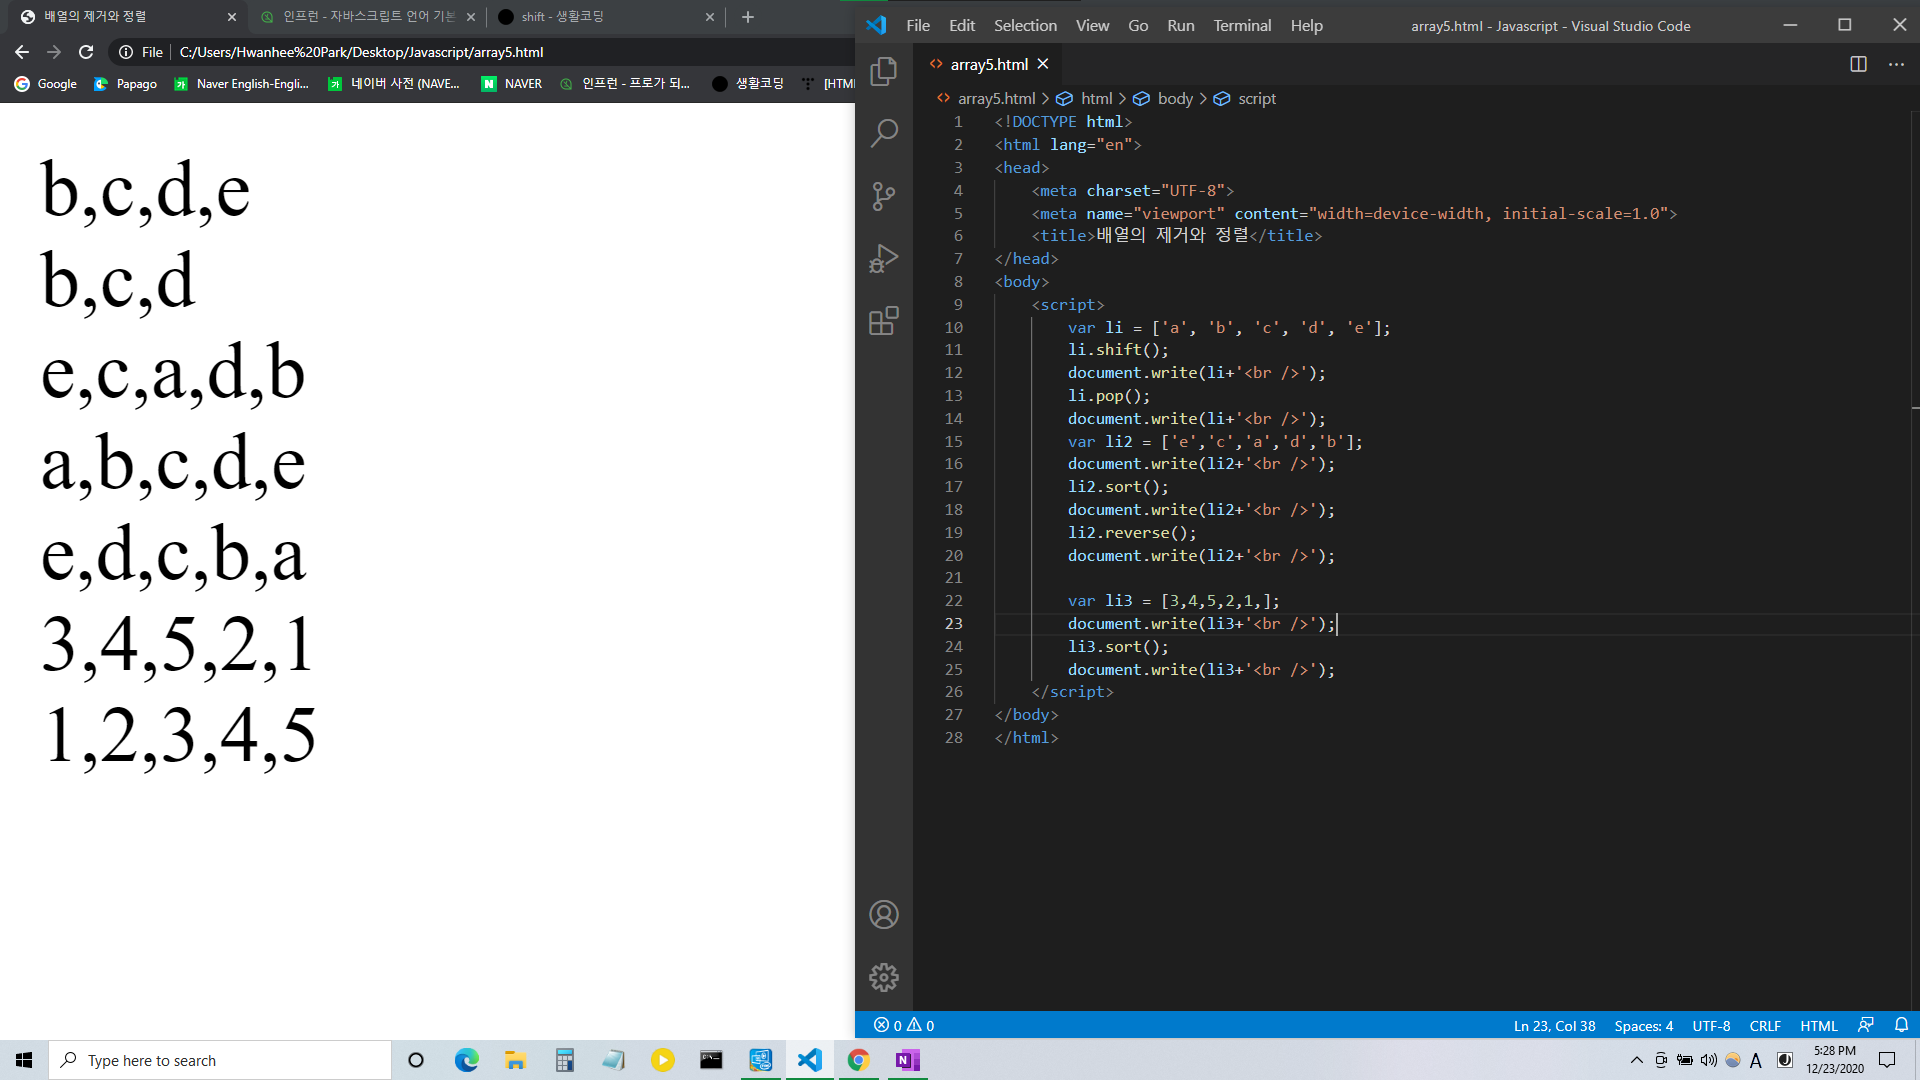 배열의 제거와 정렬
인프런 - 자바스크립트 언어 기본
shift - 생활코딩
File
C:/Users/Hwanhee%20Park/Desktop/Javascript/array5.html
Google
Papago
Naver English-Engli...
네이버 사전 (NAVE...
NAVER
인프런 - 프로가 되...
생활코딩
[HTM
b,c,d,e
b,c,d
e,c,a,d,b
a,b,c,d,e
e,d,c,b,a
3,4,5,2,1
1,2,3,4,5
File Edit Selection View Go Run Terminal Help
array5.html - Javascript - Visual Studio Code
array5.html
array5.html > html > body > script
1 <!DOCTYPE html>
2 <html lang="en">
3 <head>
4 <meta charset="UTF-8">
5 <meta name="viewport" content="width=device-width, initial-scale=1.0">
6 <title>배열의 제거와 정렬</title>
7 </head>
8 <body>
9 <script>
10 var li = ['a', 'b', 'c', 'd', 'e'];
11 li.shift();
12 document.write(li+'<br />');
13 li.pop();
14 document.write(li+'<br />');
15 var li2 = ['e','c','a','d','b'];
16 document.write(li2+'<br />');
17 li2.sort();
18 document.write(li2+'<br />');
19 li2.reverse();
20 document.write(li2+'<br />');
21
22 var li3 = [3,4,5,2,1,];
23 document.write(li3+'<br />');
24 li3.sort();
25 document.write(li3+'<br />');
26 </script>
27 </body>
28 </html>
0 0
Ln 23, Col 38 Spaces: 4 UTF-8 CRLF HTML
Type here to search
A
5:28 PM
12/23/2020